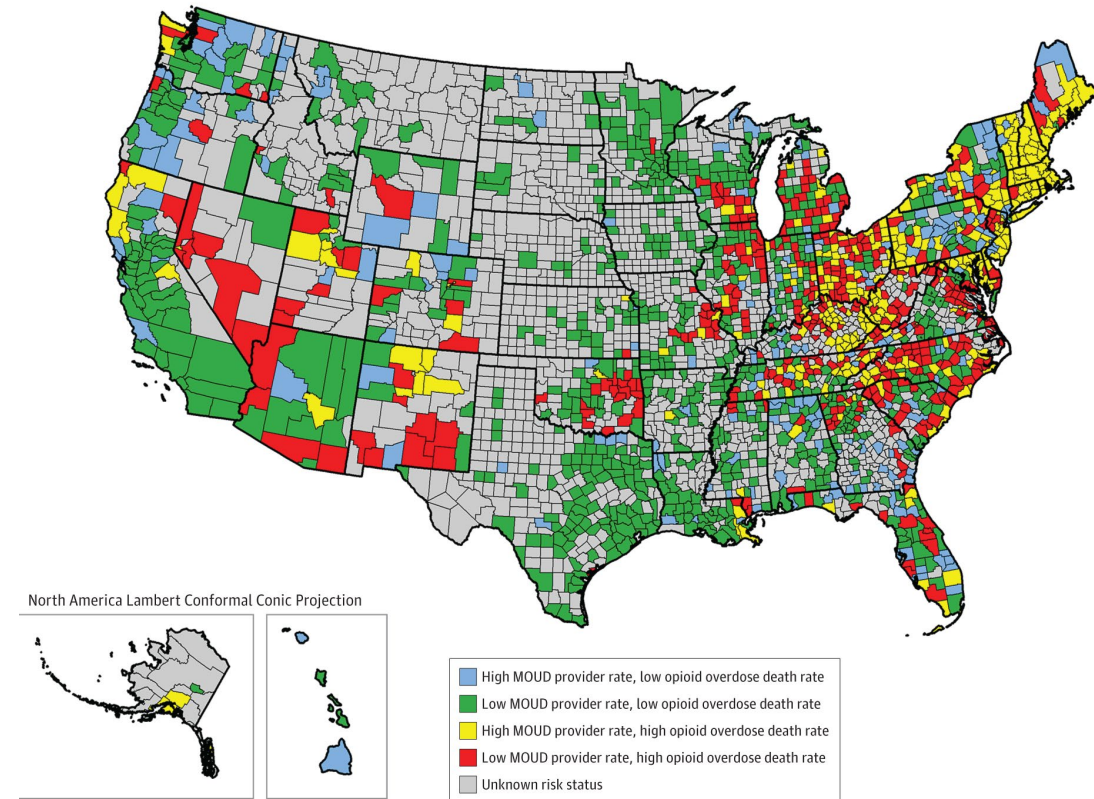 North America Lambert Conformal Conic Projection
High MOUD provider rate, low opioid overdose death rate
Low MOUD provider rate, low opioid overdose death rate
High MOUD provider rate, high opioid overdose death rate
Low MOUD provider rate, high opioid overdose death rate
Unknown risk status